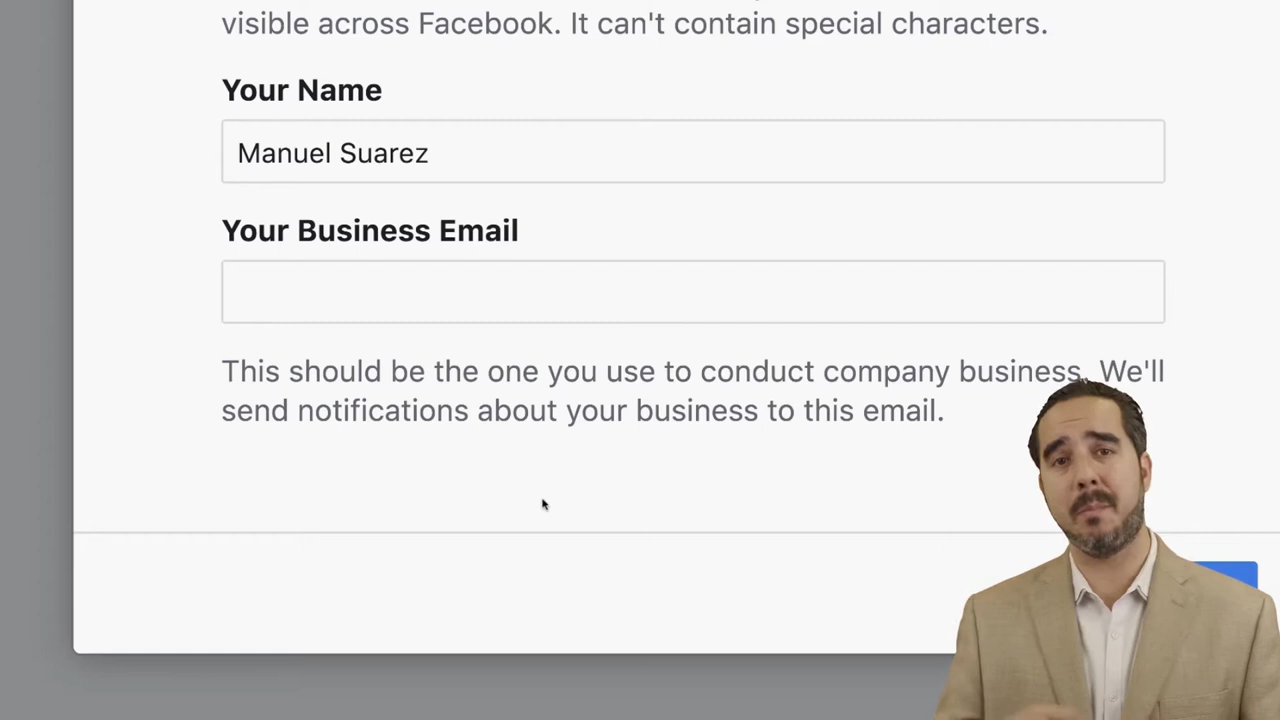 visible across Facebook. It can't contain special characters.
Your Name
Manuel Suarez
Your Business Email
This should be the one you use to conduct company business. We'll
send notifications about your business to this email.